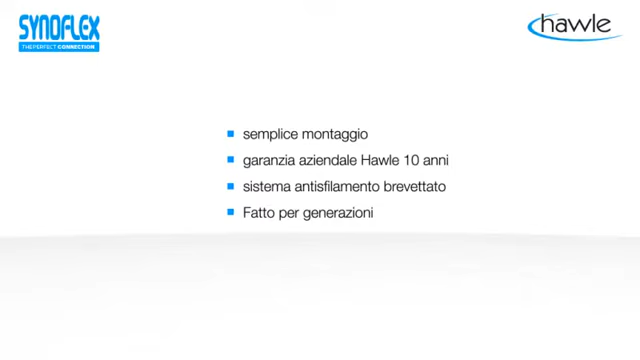 SYNOFLEX
THE PERFECT CONNECTION
hawle
semplice montaggio
garanzia aziendale Hawle 10 anni
sistema antisfilamento brevettato
Fatto per generazioni